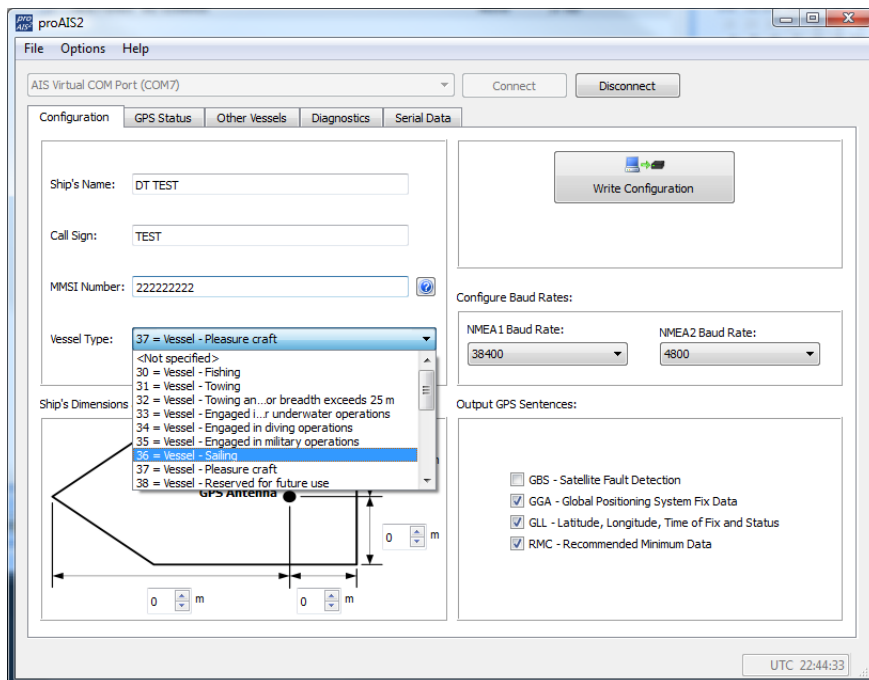 proAIS2
File Options Help
AIS Virtual COM Port (COM7)
Connect
Disconnect
Configuration
GPS Status
Other Vessels
Diagnostics
Serial Data
Ship's Name:
DT TEST
Call Sign:
TEST
MMSI Number:
222222222
Vessel Type:
37 = Vessel - Pleasure craft
<Not specified>
30 = Vessel - Fishing
31 = Vessel - Towing
32 = Vessel - Towing an...or breadth exceeds 25 m
33 = Vessel - Engaged i...r underwater operations
34 = Vessel - Engaged in diving operations
35 = Vessel - Engaged in military operations
36 = Vessel - Sailing
37 = Vessel - Pleasure craft
38 = Vessel - Reserved for future use
Write Configuration
Configure Baud Rates:
NMEA1 Baud Rate:
38400
NMEA2 Baud Rate:
4800
Ship's Dimensions
GPS Antenna
0 m
0 m
0 m
Output GPS Sentences:
GBS - Satellite Fault Detection
GGA - Global Positioning System Fix Data
GLL - Latitude, Longitude, Time of Fix and Status
RMC - Recommended Minimum Data
UTC 22:44:33